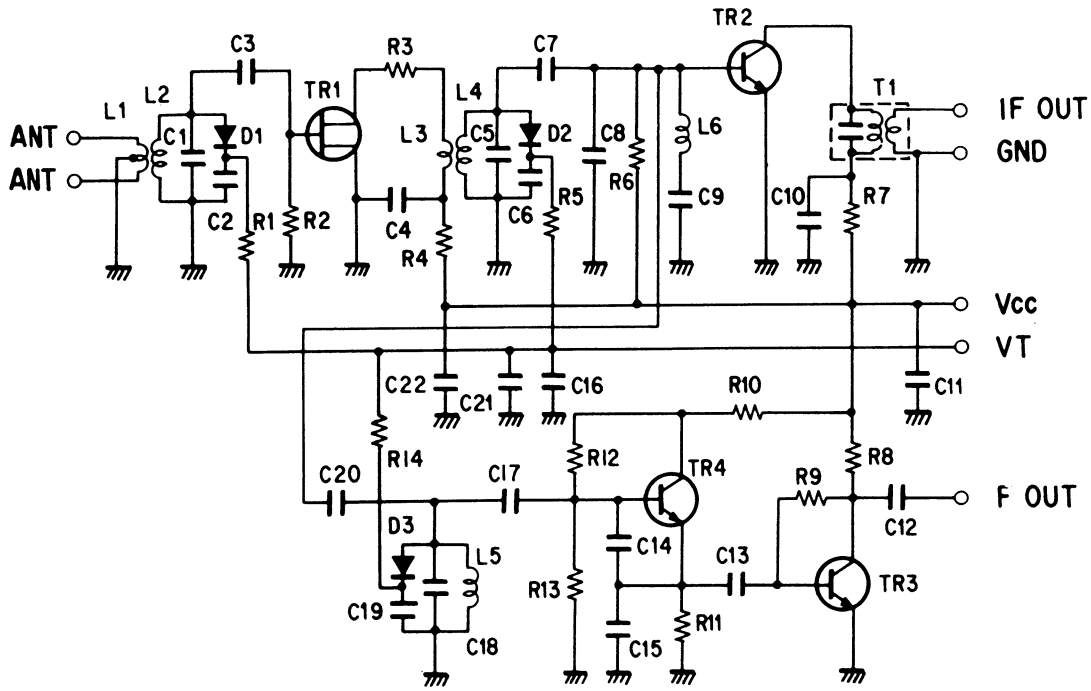 TR2
C3
R3
C7
T1
TR1
L1
L2
L4
ANT
C1
D1
L3
C5
D2
C8
L6
IF OUT
ANT
GND
R6
C2
R1
R2
C4
C6
R5
C9
C10
R7
R4
Vcc
VT
C22
C21
C16
R10
C11
R14
R12
TR4
R8
C20
C17
R9
F OUT
D3
C14
C12
L5
C13
R13
TR3
C19
C18
C15
R11